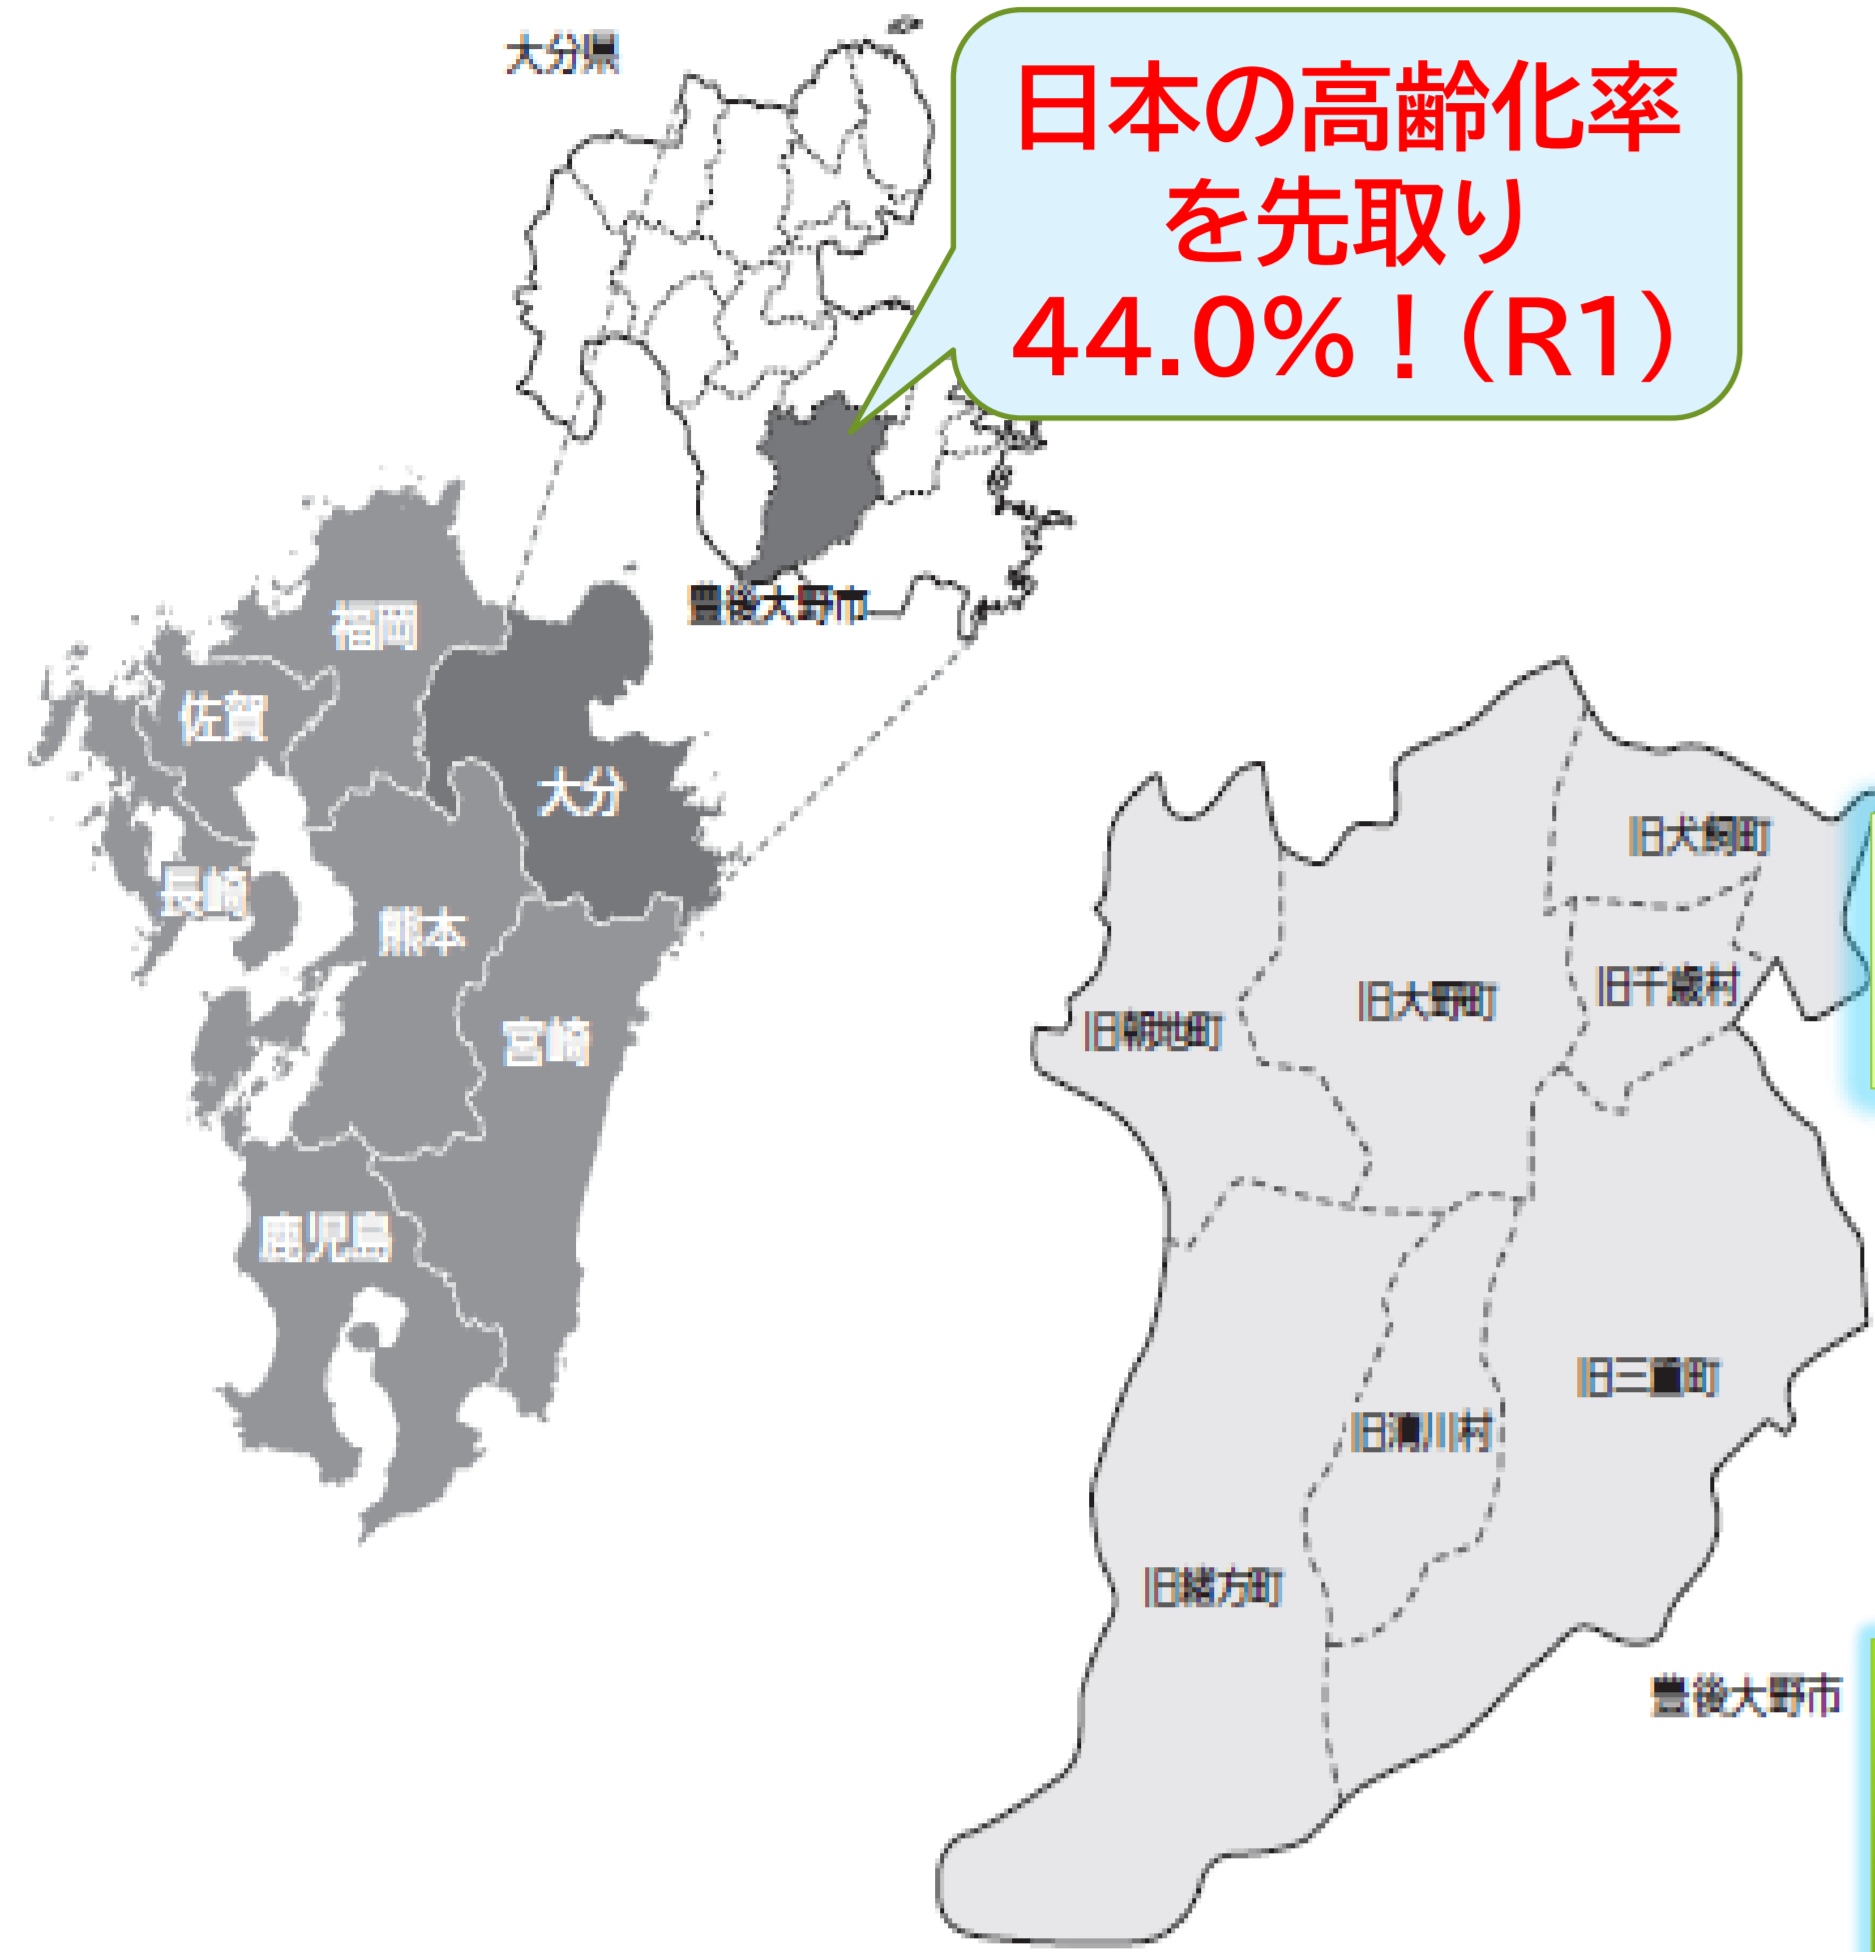 大分県
日本の高齢化率
を先取り
44.0%！（R1）
豊後大野市
福岡
佐賀
大分
長崎
熊本
宮崎
鹿児島
旧犬飼町
旧千歳村
旧大野町
旧朝地町
旧三重町
旧清川村
旧緒方町
豊後大野市